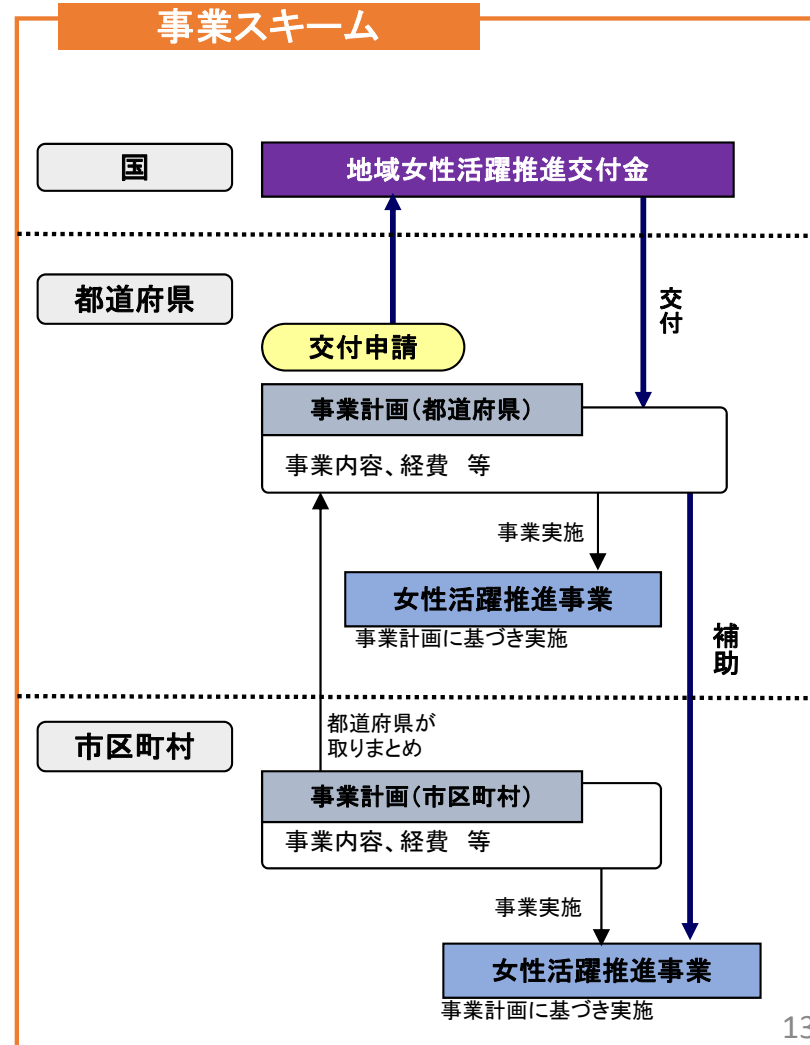 事業スキーム
国
地域女性活躍推進交付金
都道府県
交付
交付申請
事業計画(都道府県)
事業内容、経費　等
事業実施
女性活躍推進事業
事業計画に基づき実施
補助
市区町村
都道府県が
取りまとめ
事業計画(市区町村)
事業内容、経費　等
事業実施
女性活躍推進事業
事業計画に基づき実施
13